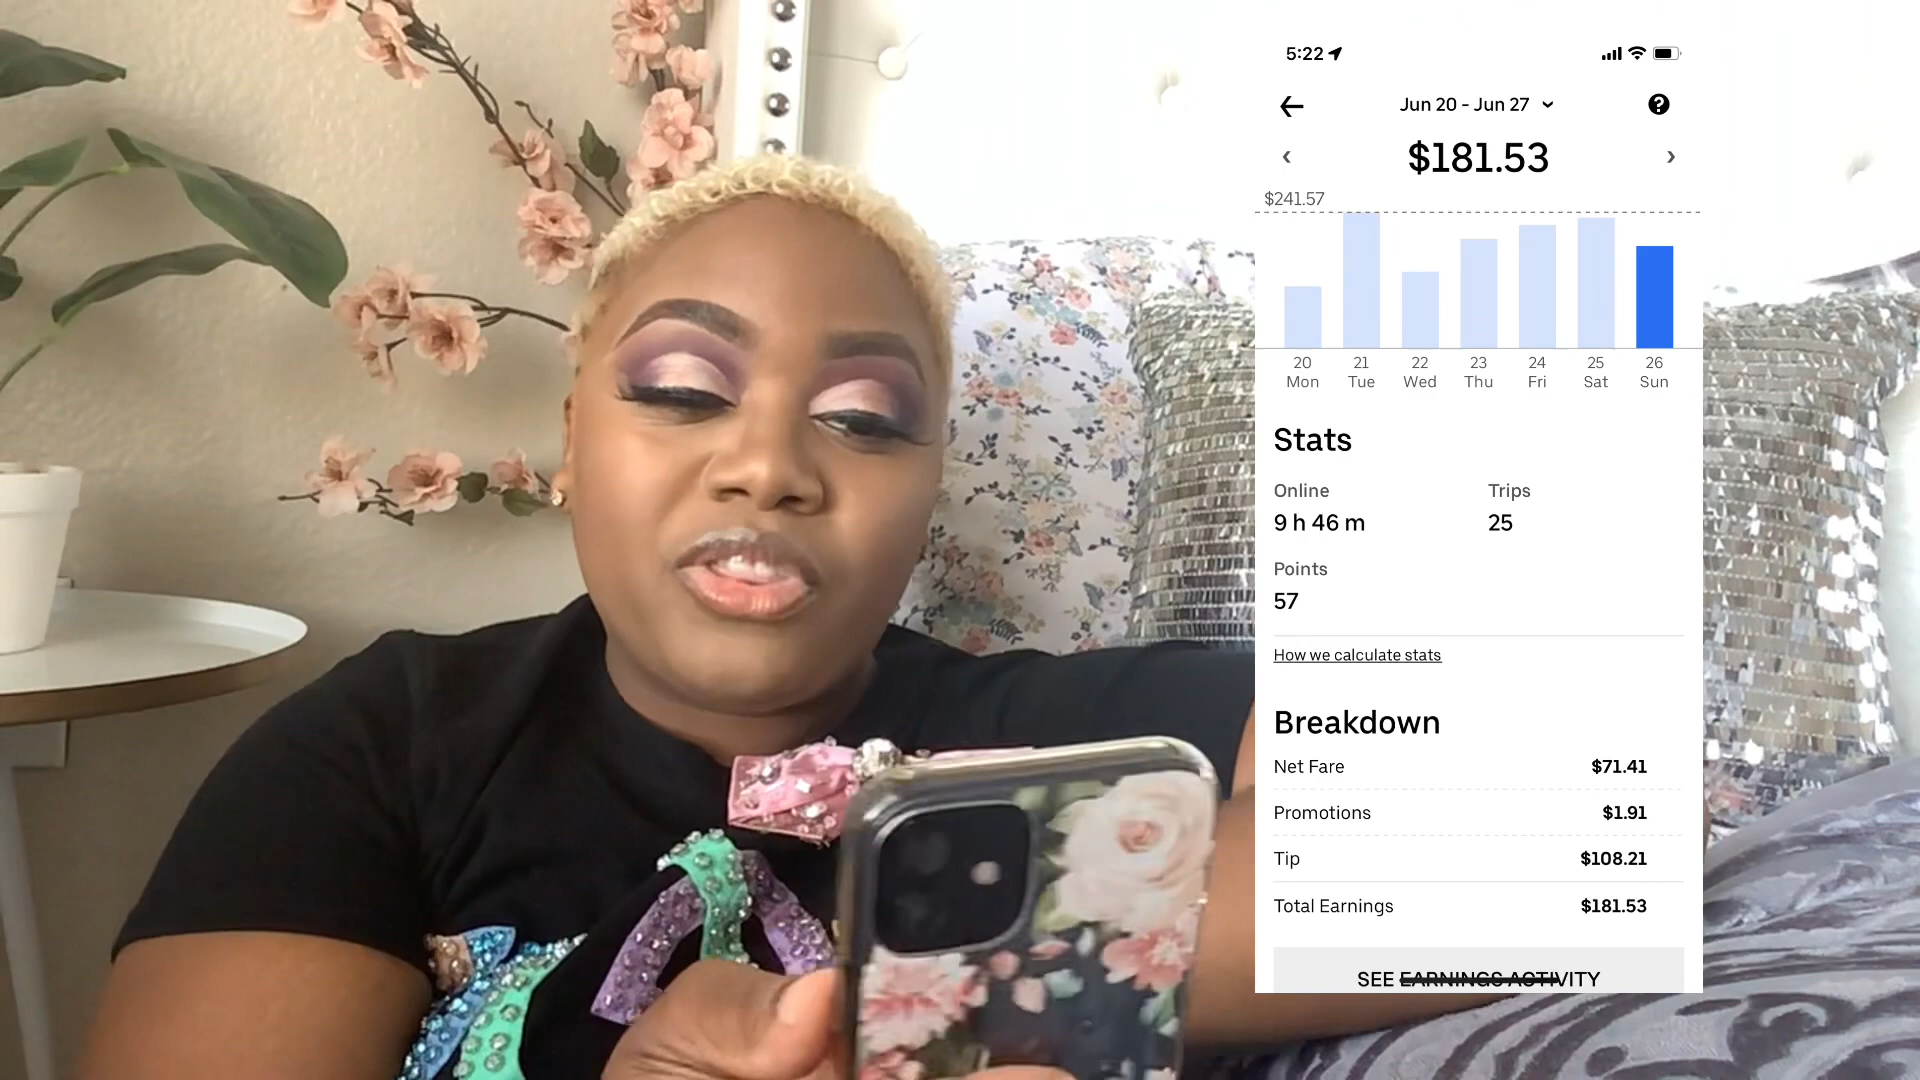 5:22
Jun 20 - Jun 27
$181.53
$241.57
20 21 22 23 24 25 26
Mon Tue Wed Thu Fri Sat Sun
Stats
Online Trips
9 h 46 m 25
Points
57
How we calculate stats
Breakdown
Net Fare $71.41
Promotions $1.91
Tip $108.21
Total Earnings $181.53
SEE EARNINGS ACTIVITY